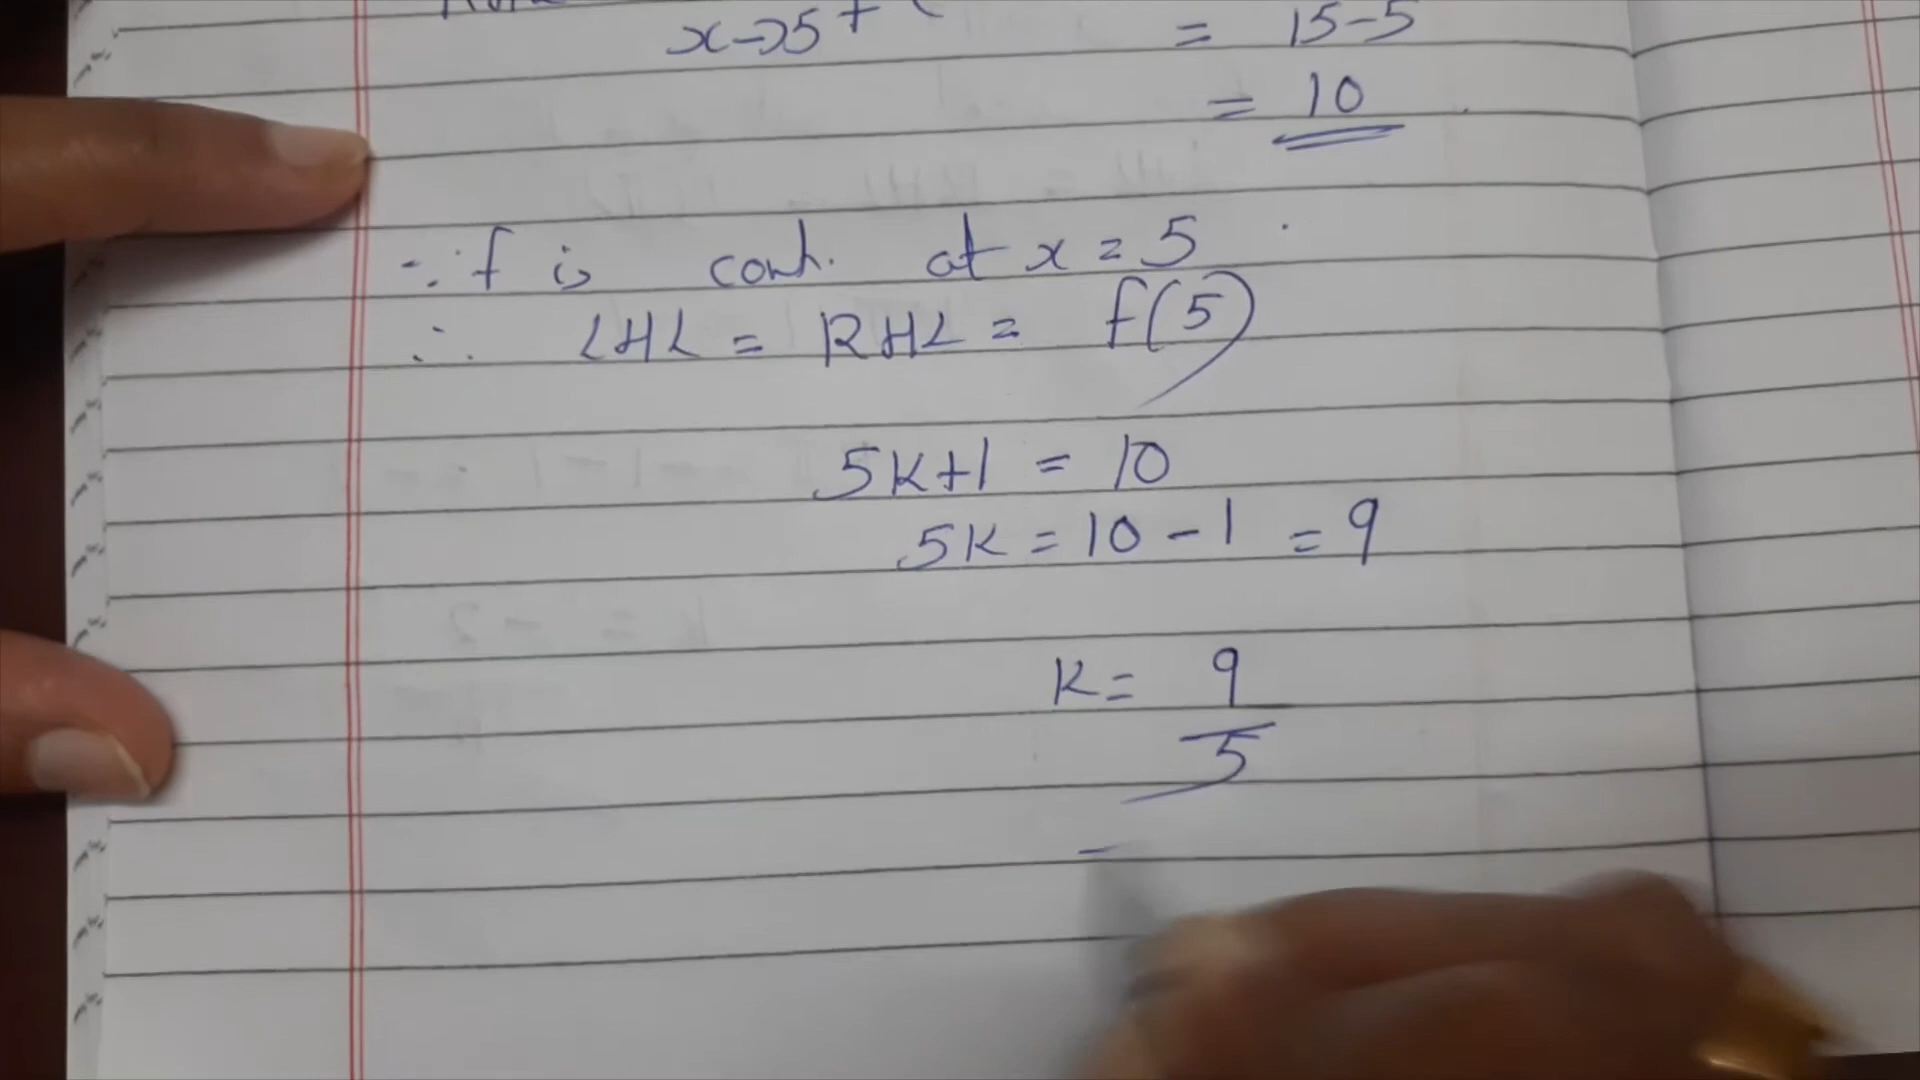 x→5+ = 15-5
= 10
∵ f is cont. at x = 5
∴ LHL = RHL = f(5)
5k+1 = 10
5k = 10 - 1 = 9
k = 9/5